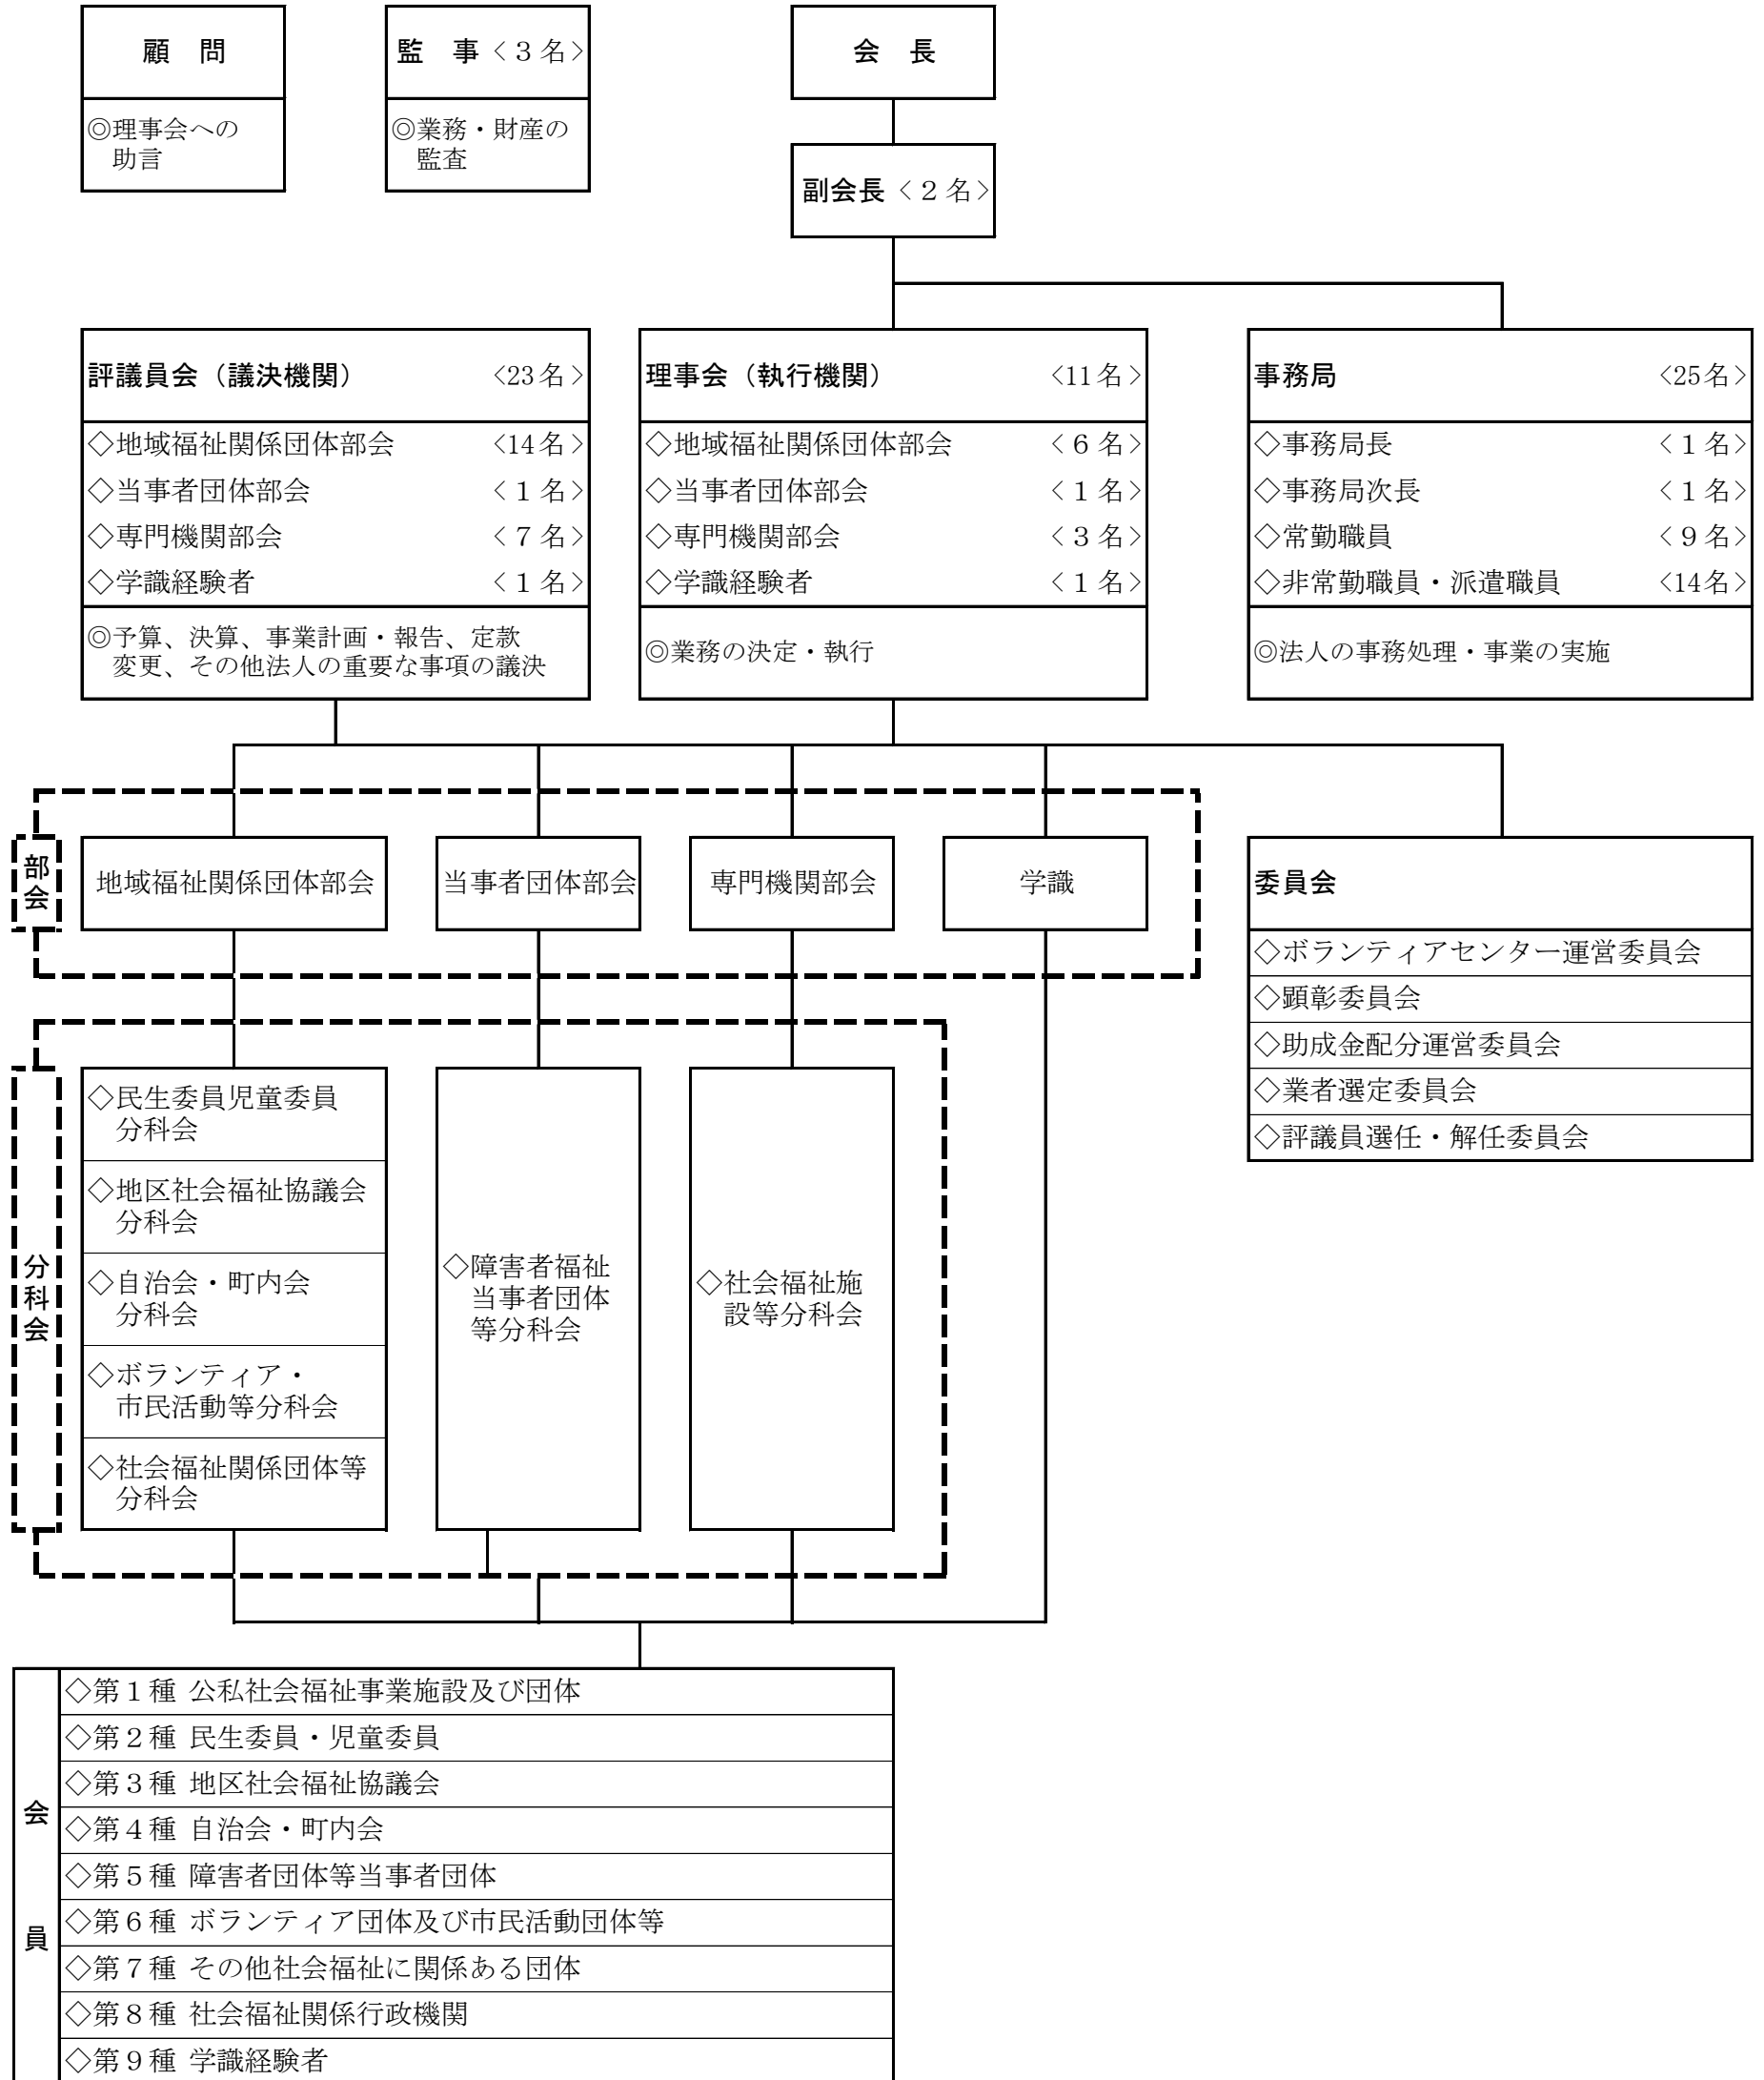 顧　問
◎理事会への
助言
監　事＜３名＞
◎業務・財産の
監査
会　長
副会長＜２名＞
評議員会（議決機関）　<23名>
◇地域福祉関係団体部会　<14名>
◇当事者団体部会　＜１名＞
◇専門機関部会　＜７名＞
◇学識経験者　＜１名＞
◎予算、決算、事業計画・報告、定款
変更、その他法人の重要な事項の議決
理事会（執行機関）　<11名>
◇地域福祉関係団体部会　＜６名＞
◇当事者団体部会　＜１名＞
◇専門機関部会　＜３名＞
◇学識経験者　＜１名＞
◎業務の決定・執行
事務局　<25名>
◇事務局長　＜１名＞
◇事務局次長　＜１名＞
◇常勤職員　＜９名＞
◇非常勤職員・派遣職員　<14名>
◎法人の事務処理・事業の実施
部会
地域福祉関係団体部会
当事者団体部会
専門機関部会
学識
委員会
◇ボランティアセンター運営委員会
◇顕彰委員会
◇助成金配分運営委員会
◇業者選定委員会
◇評議員選任・解任委員会
分科会
◇民生委員児童委員
分科会
◇地区社会福祉協議会
分科会
◇自治会・町内会
分科会
◇ボランティア・
市民活動等分科会
◇社会福祉関係団体等
分科会
◇障害者福祉
当事者団体
等分科会
◇社会福祉施
設等分科会
会員
◇第１種 公私社会福祉事業施設及び団体
◇第２種 民生委員・児童委員
◇第３種 地区社会福祉協議会
◇第４種 自治会・町内会
◇第５種 障害者団体等当事者団体
◇第６種 ボランティア団体及び市民活動団体等
◇第７種 その他社会福祉に関係ある団体
◇第８種 社会福祉関係行政機関
◇第９種 学識経験者